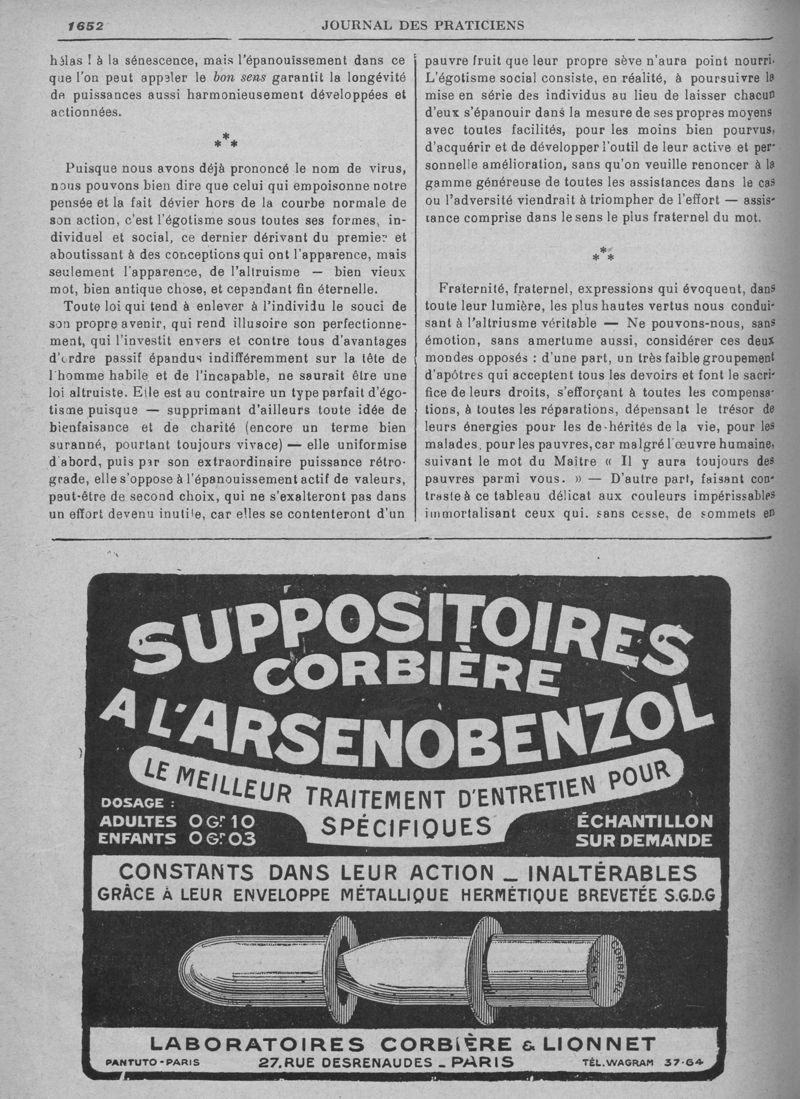 1652
JOURNAL DES PRATICIENS
hélas ! à la sénescence, mais l'épanouissement dans ce
que l'on peut appeler le bon sens garantit la longévité
de puissances aussi harmonieusement développées et
actionnées.
***
Puisque nous avons déjà prononcé le nom de virus,
nous pouvons bien dire que celui qui empoisonne notre
pensée et la fait dévier hors de la courbe normale de
son action, c'est l'égotisme sous toutes ses formes, in-
dividuel et social, ce dernier dérivant du premier et
aboutissant à des conceptions qui ont l'apparence, mais
seulement l'apparence, de l'altruisme — bien vieux
mot, bien antique chose, et cependant fin éternelle.
Toute loi qui tend à enlever à l'individu le souci de
son propre avenir, qui rend illusoire son perfectionne-
ment, qui l'investit envers et contre tous d'avantages
d'ordre passif épandus indifféremment sur la tête de
l'homme habile et de l'incapable, ne saurait être une
loi altruiste. Elle est au contraire un type parfait d'égo-
tisme puisque — supprimant d'ailleurs toute idée de
bienfaisance et de charité (encore un terme bien
suranné, pourtant toujours vivace) — elle uniformise
d'abord, puis par son extraordinaire puissance rétro-
grade, elle s'oppose à l'épanouissement actif de valeurs,
peut-être de second choix, qui ne s'exalteront pas dans
un effort devenu inutile, car elles se contenteront d'un
pauvre fruit que leur propre sève n'aura point nourri.
L'égotisme social consiste, en réalité, à poursuivre la
mise en série des individus au lieu de laisser chacun
d'eux s'épanouir dans la mesure de ses propres moyens
avec toutes facilités, pour les moins bien pourvus,
d'acquérir et de développer l'outil de leur active et per-
sonnelle amélioration, sans qu'on veuille renoncer à la
gamme généreuse de toutes les assistances dans le cas
ou l'adversité viendrait à triompher de l'effort — assis-
tance comprise dans le sens le plus fraternel du mot.
***
Fraternité, fraternel, expressions qui évoquent, dans
toute leur lumière, les plus hautes vertus nous condui-
sant à l'altriusme véritable — Ne pouvons-nous, sans
émotion, sans amertume aussi, considérer ces deux
mondes opposés : d'une part, un très faible groupement
d'apôtres qui acceptent tous les devoirs et font le sacri-
fice de leurs droits, s'efforçant à toutes les compensa-
tions, à toutes les réparations, dépensant le trésor de
leurs énergies pour les déshérités de la vie, pour les
malades, pour les pauvres, car malgré l'œuvre humaine,
suivant le mot du Maître « Il y aura toujours des
pauvres parmi vous. » — D'autre part, faisant con-
traste à ce tableau délicat aux couleurs impérissables
immortalisant ceux qui. sans cesse, de sommets en
SUPPOSITOIRES
CORBIÈRE
A L'ARSENOBENZOL
LE MEILLEUR TRAITEMENT D'ENTRETIEN POUR
SPÉCIFIQUES
DOSAGE :
ADULTES 0 Gr 10
ENFANTS 0 Gr 03
ÉCHANTILLON
SUR DEMANDE
CONSTANTS DANS LEUR ACTION _ INALTÉRABLES
GRÂCE À LEUR ENVELOPPE MÉTALLIQUE HERMÉTIQUE BREVETÉE S.G.D.G
CORBIÈRE
PARIS
LABORATOIRES CORBIÈRE & LIONNET
PANTUTO - PARIS
27, RUE DESRENAUDES _ PARIS
TÉL. WAGRAM 37-64